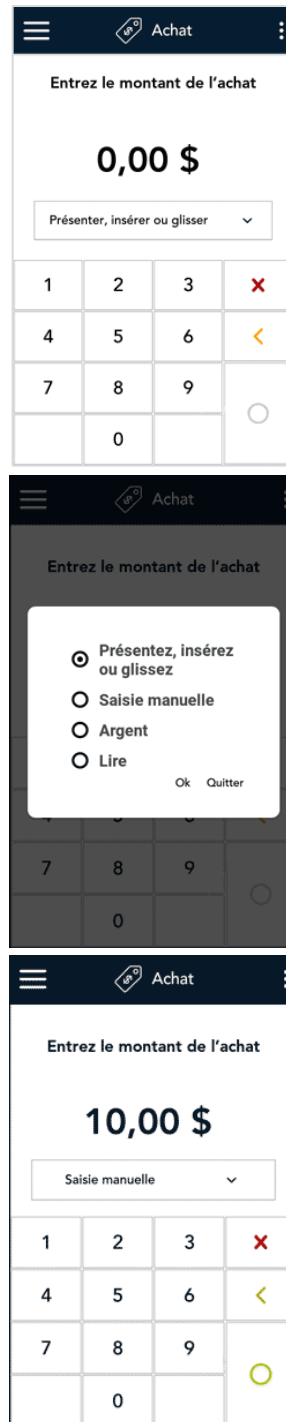 Achat
Entrez le montant de l'achat
0,00 $
Présenter, insérer ou glisser
1 2 3
4 5 6
7 8 9
0
Achat
Entrez le montant de l'achat
Présentez, insérez
ou glissez
Saisie manuelle
Argent
Lire
Ok Quitter
7 8 9
0
Achat
Entrez le montant de l'achat
10,00 $
Saisie manuelle
1 2 3
4 5 6
7 8 9
0